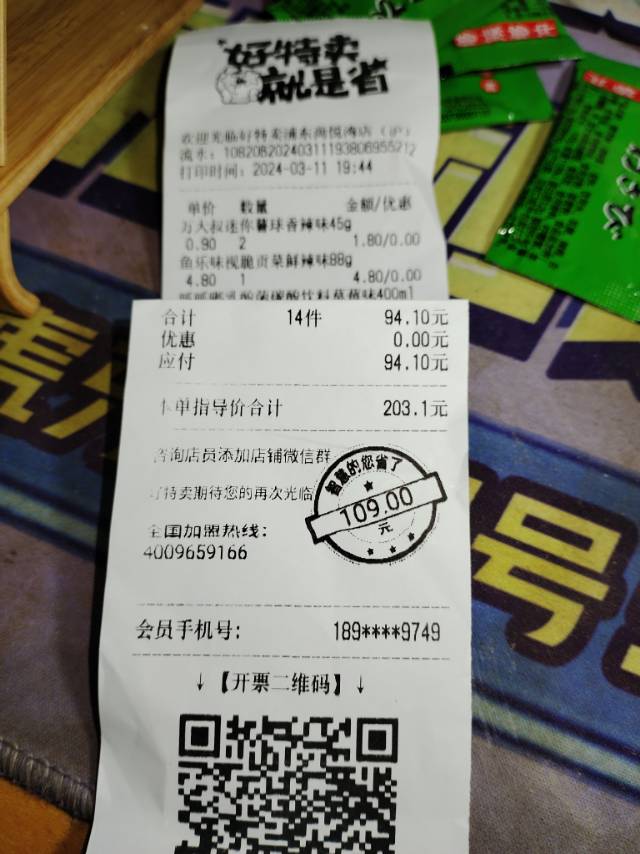 好特卖
就是省
欢迎光临好特卖浦东尚悦湾店(沪)
流水: 108208202403111938069552
打印时间: 2024-03-11 19:44
单价 数量 金额/优惠
万大叔迷你薯球香辣味45g
0.90 2 1.80/0.00
鱼乐味现脆贡菜鲜辣味88g
4.80 1 4.80/0.00
合计 14件 94.10元
优惠 0.00元
应付 94.10元
本单指导价合计 203.1元
咨询店员添加店铺微信群
好特卖期待您的再次光临
智慧的您省了
109.00
元
全国加盟热线:
4009659166
会员手机号: 189****9749
↓【开票二维码】↓
号